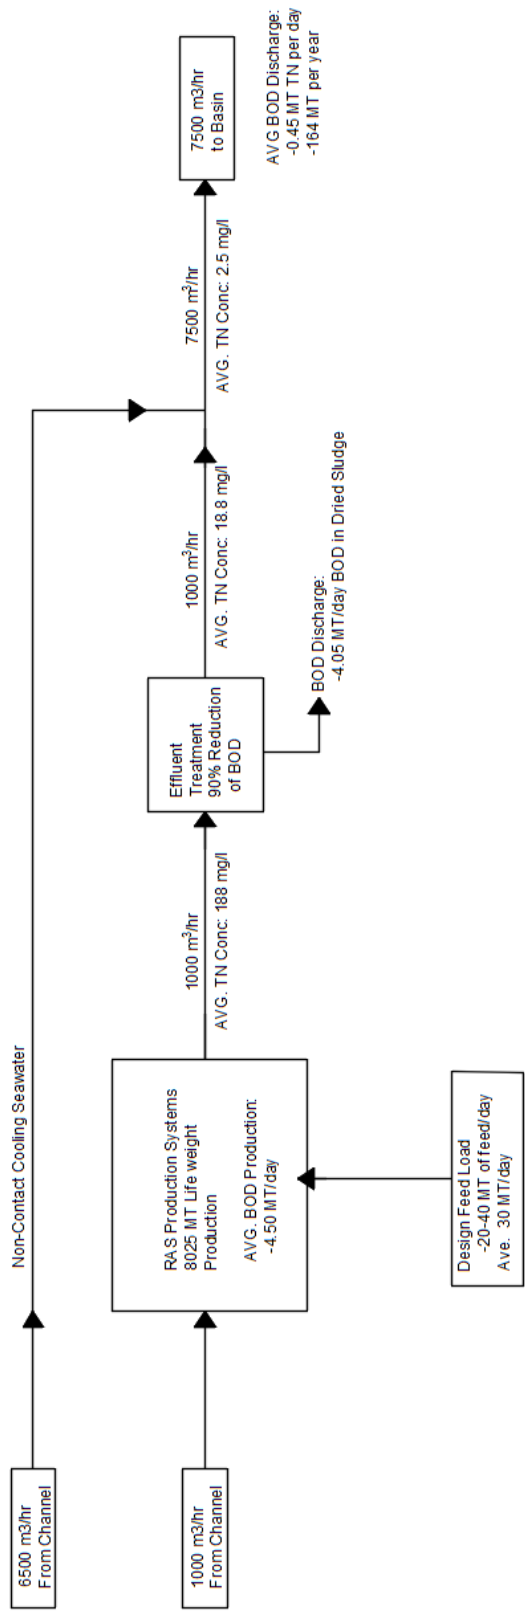 6500 m3/hr
From Channel
Non-Contact Cooling Seawater
1000 m3/hr
From Channel
RAS Production Systems
8025 MT Life weight
Production
AVG. BOD Production:
-4.50 MT/day
Design Feed Load
-20-40 MT of feed/day
Ave. 30 MT/day
1000 m³/hr
AVG. TN Conc: 188 mg/l
Effluent
Treatment
90% Reduction
of BOD
BOD Discharge:
-4.05 MT/day BOD in Dried Sludge
1000 m³/hr
AVG. TN Conc: 18.8 mg/l
7500 m³/hr
AVG. TN Conc: 2.5 mg/l
7500 m3/hr
to Basin
AVG BOD Discharge:
-0.45 MT TN per day
-164 MT per year